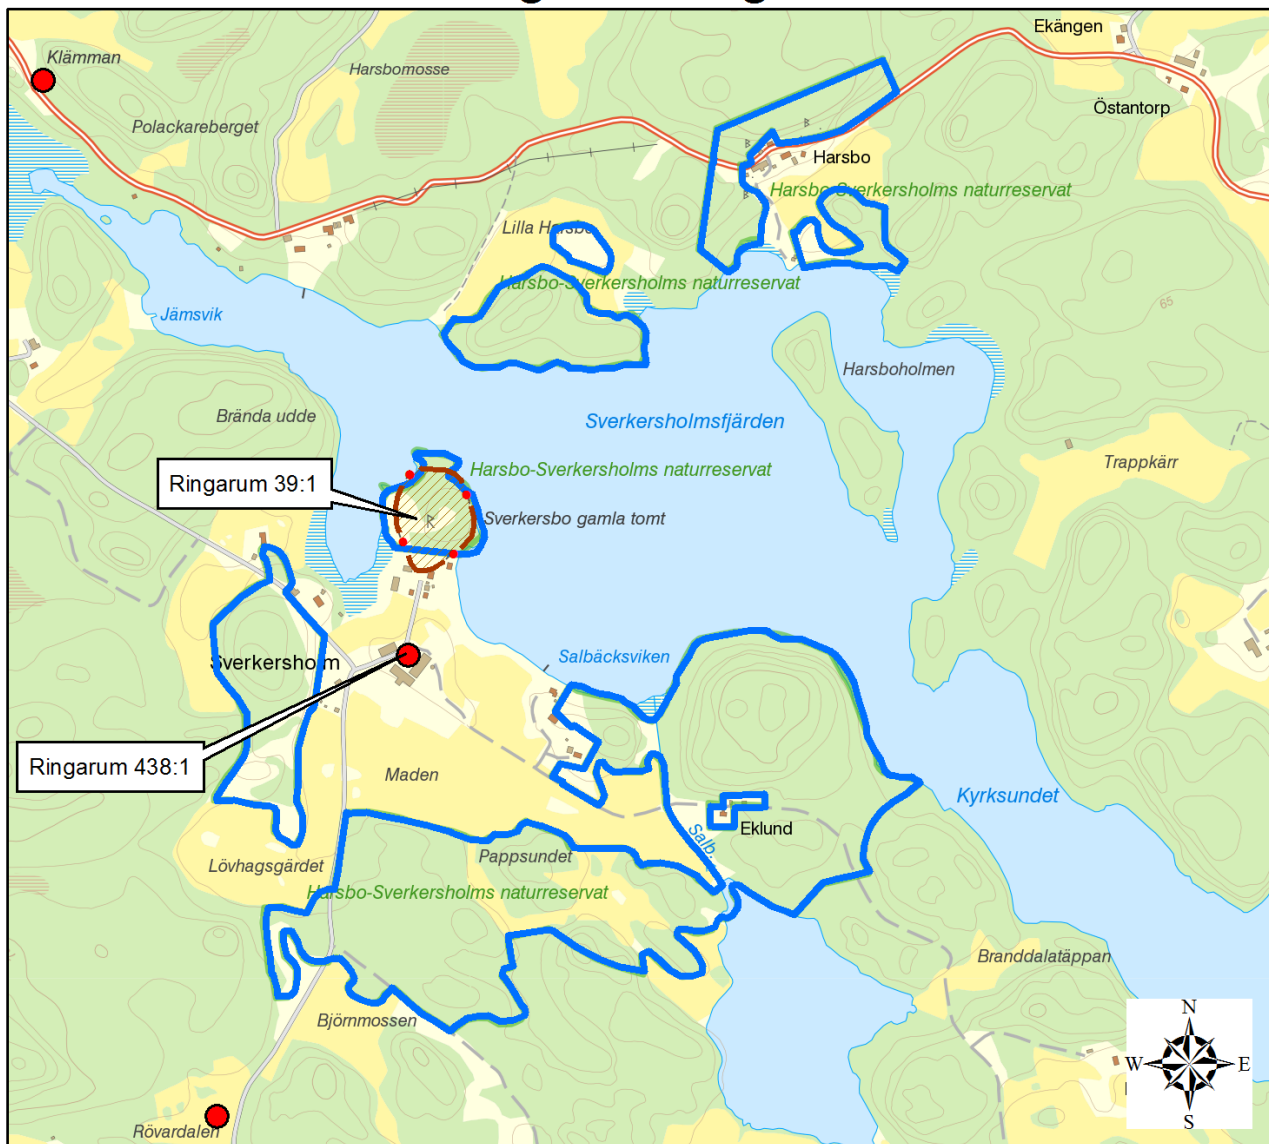 Klämman
Harsbomosse
Ekängen
Östantorp
Polackareberget
Harsbo
Harsbo-Sverkersholms naturreservat
Lilla Harsbo
Harsbo-Sverkersholms naturreservat
65
Jämsvik
Harsboholmen
Brända udde
Sverkersholmsfjärden
Harsbo-Sverkersholms naturreservat
Trappkärr
Ringarum 39:1
R
Sverkersbo gamla tomt
Salbäcksviken
Sverkersholm
Ringarum 438:1
Maden
Kyrksundet
Eklund
Salb.
Pappsundet
Lövhagsgärdet
Harsbo-Sverkersholms naturreservat
Branddalatäppan
Björnmossen
N
W E
S
Rövardalen